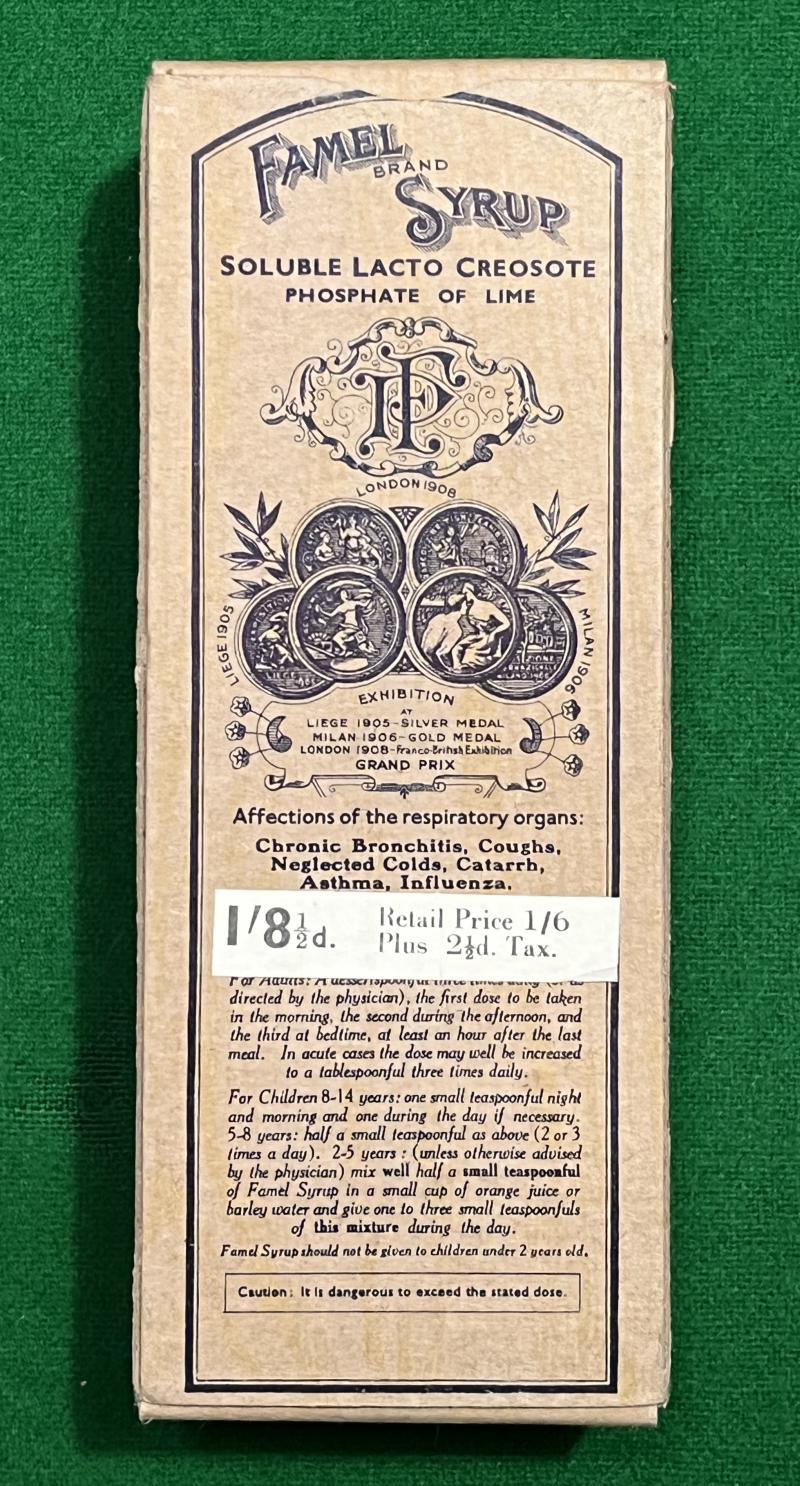 FAMEL
BRAND
SYRUP
SOLUBLE LACTO CREOSOTE
PHOSPHATE OF LIME
LONDON 1908
LIEGE 1905
MILAN 1906
EXHIBITION
AT
LIEGE 1905-SILVER MEDAL
MILAN 1906-GOLD MEDAL
LONDON 1908-Franco-British Exhibition
GRAND PRIX
Affections of the respiratory organs:
Chronic Bronchitis, Coughs,
Neglected Colds, Catarrh,
Asthma, Influenza.
1/8½d. Retail Price 1/6
Plus 2½d. Tax.
For Adults: A dessertspoonful three times daily (or as
directed by the physician), the first dose to be taken
in the morning, the second during the afternoon, and
the third at bedtime, at least an hour after the last
meal. In acute cases the dose may well be increased
to a tablespoonful three times daily.
For Children 8-14 years: one small teaspoonful night
and morning and one during the day if necessary.
5-8 years: half a small teaspoonful as above (2 or 3
times a day). 2-5 years: (unless otherwise advised
by the physician) mix well half a small teaspoonful
of Famel Syrup in a small cup of orange juice or
barley water and give one to three small teaspoonfuls
of this mixture during the day.
Famel Syrup should not be given to children under 2 years old.
Caution: It is dangerous to exceed the stated dose.